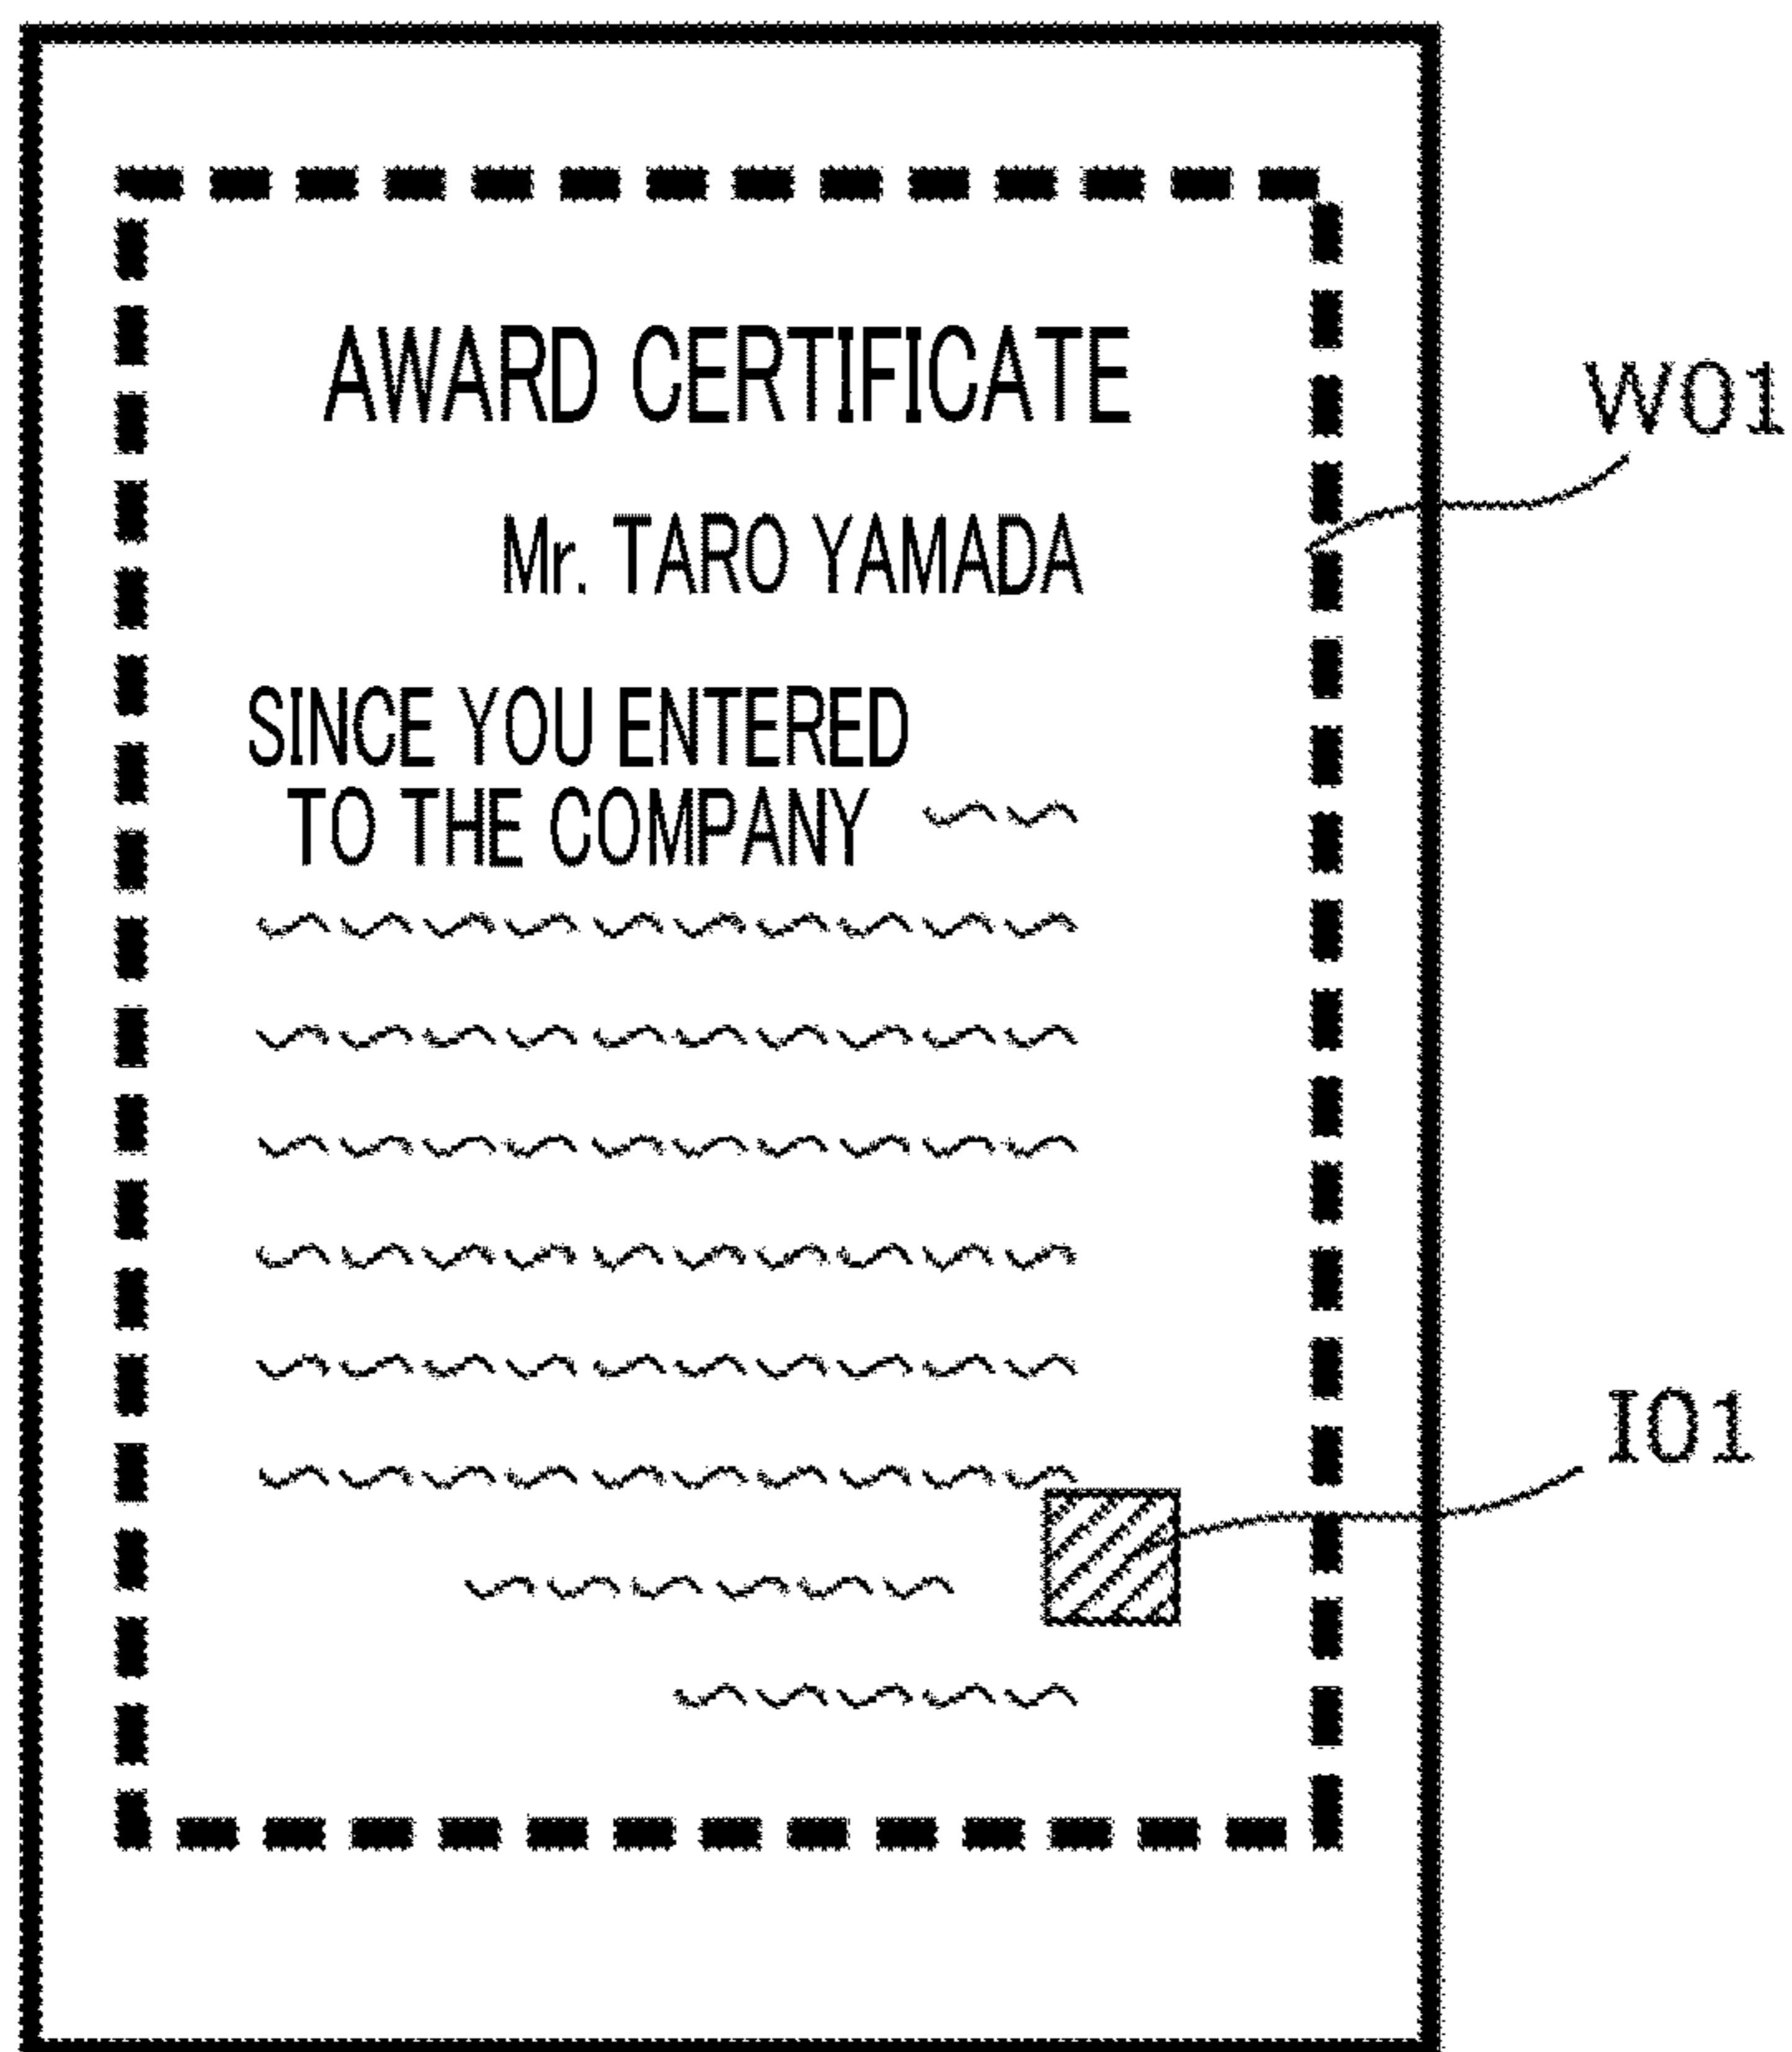 AWARD CERTIFICATE
W01
Mr. TARO YAMADA
SINCE YOU ENTERED
TO THE COMPANY
I01